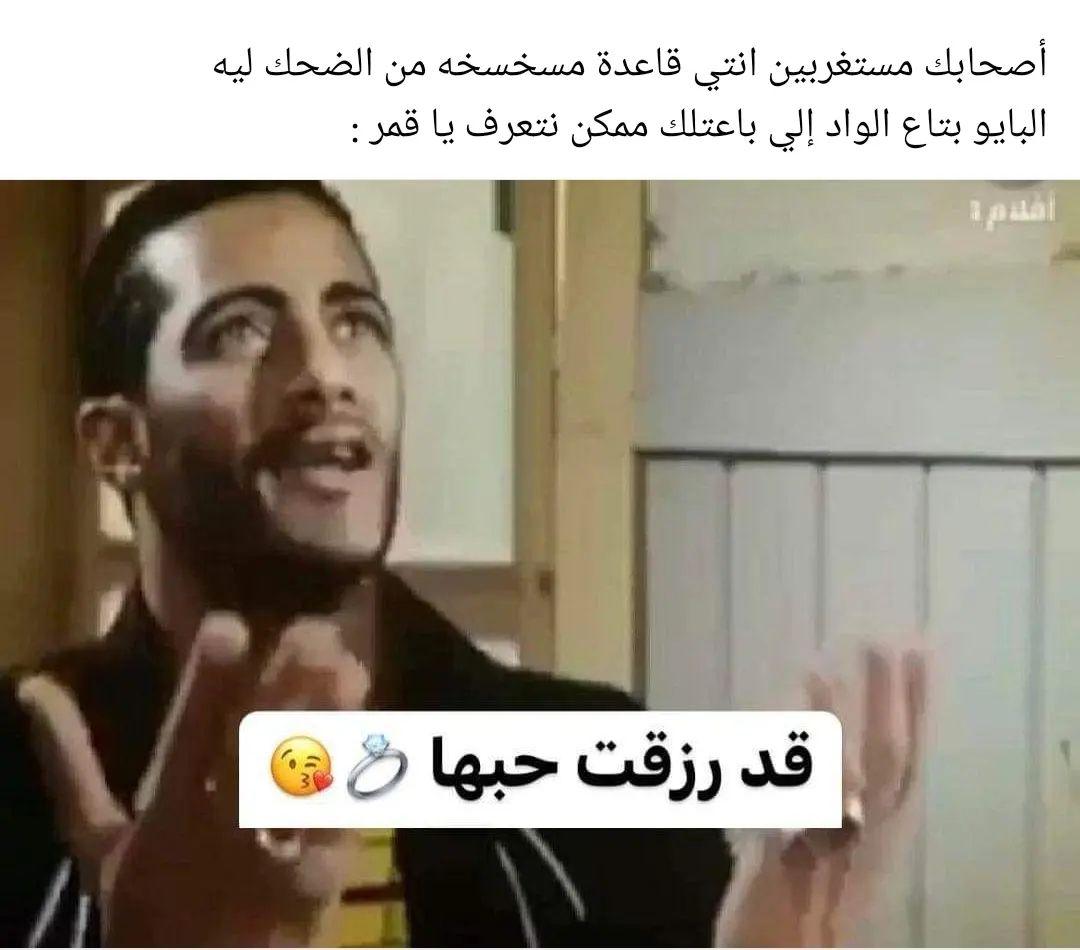 أصحابك مستغربين انتي قاعدة مسخسخه من الضحك ليه
البايو بتاع الواد إلي باعتلك ممكن نتعرف يا قمر :
أفلام 1
قد رزقت حبها 💍 😘